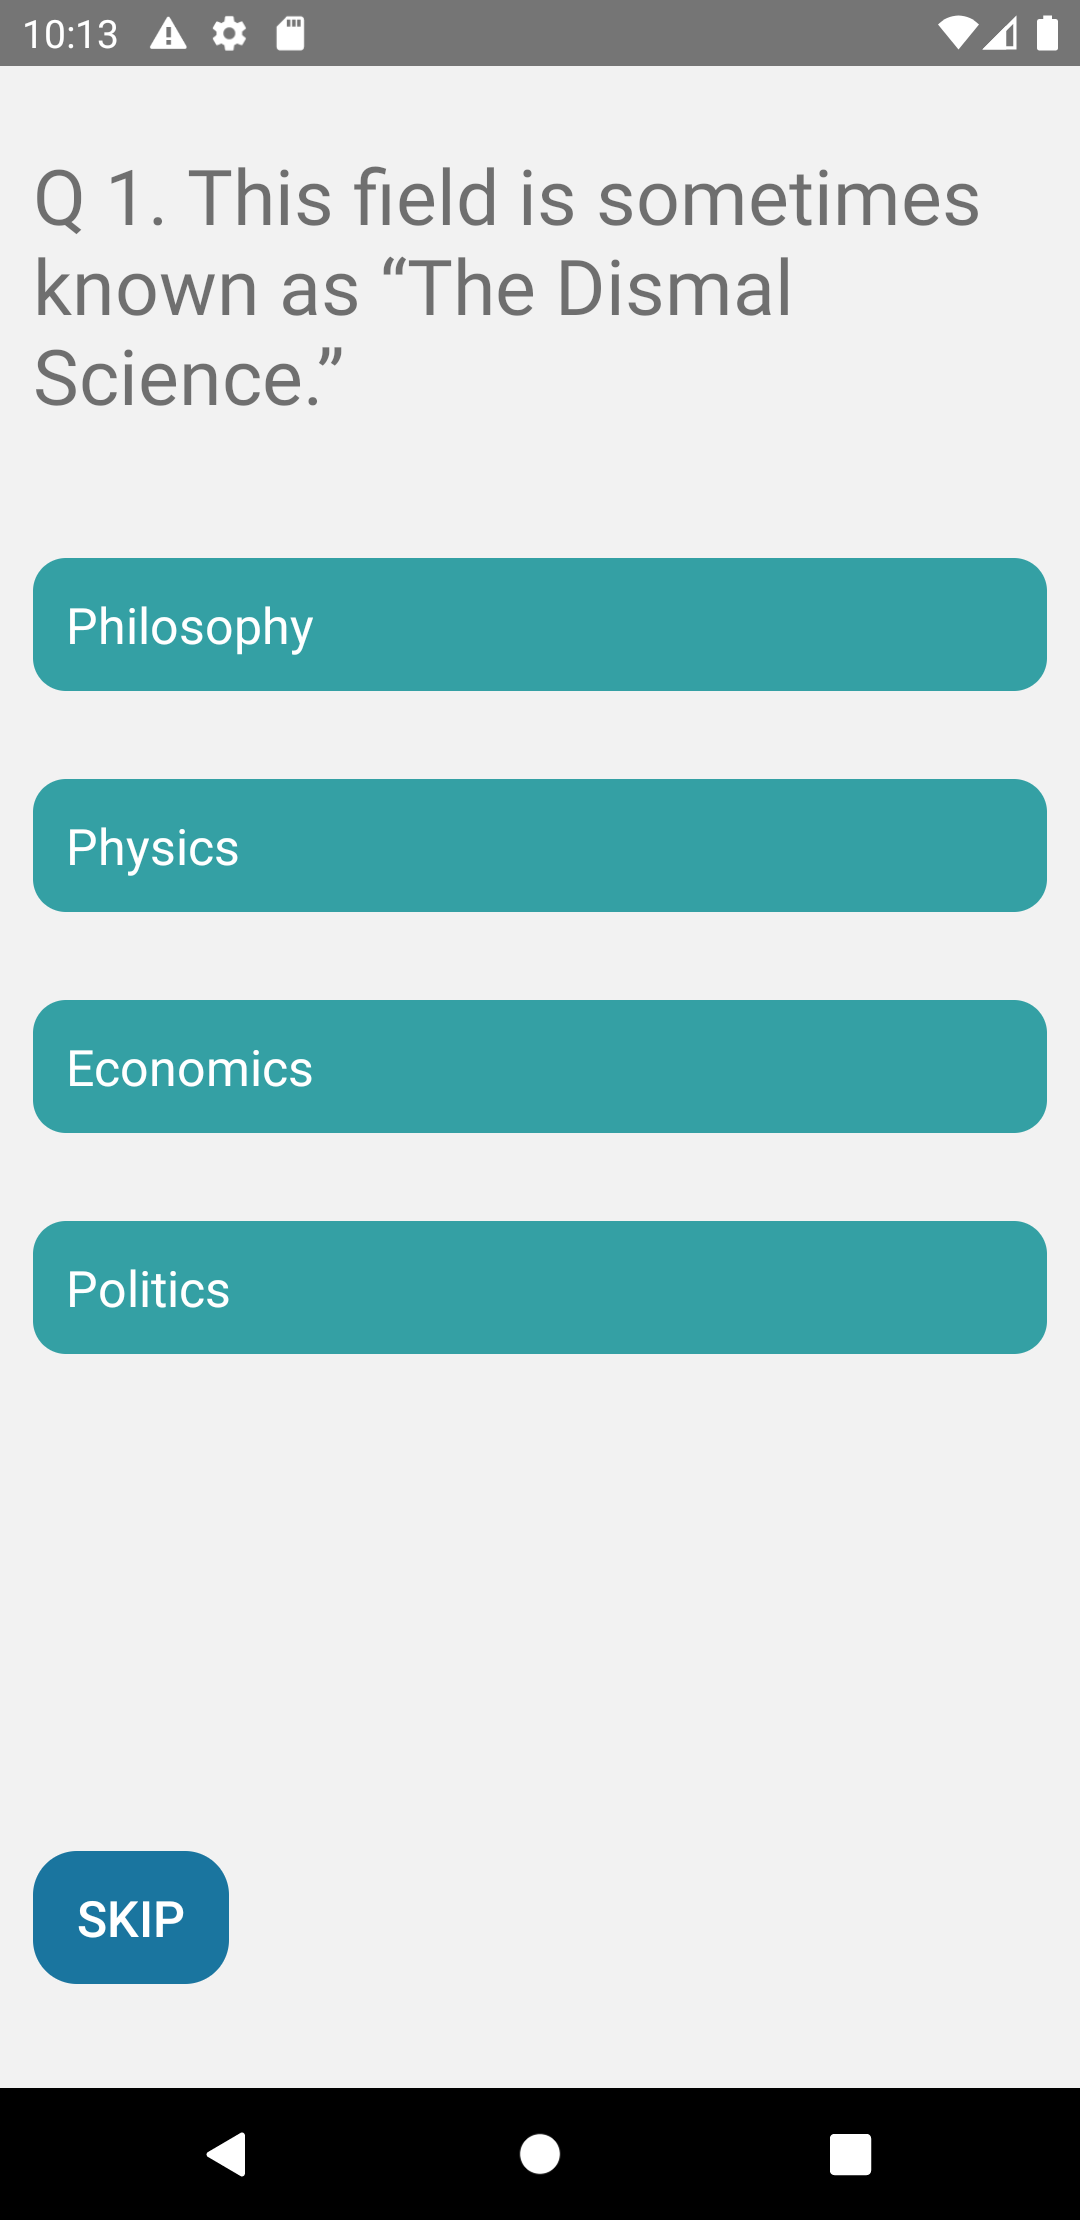 10:13
Q 1. This field is sometimes
known as “The Dismal
Science.”
Philosophy
Physics
Economics
Politics
SKIP